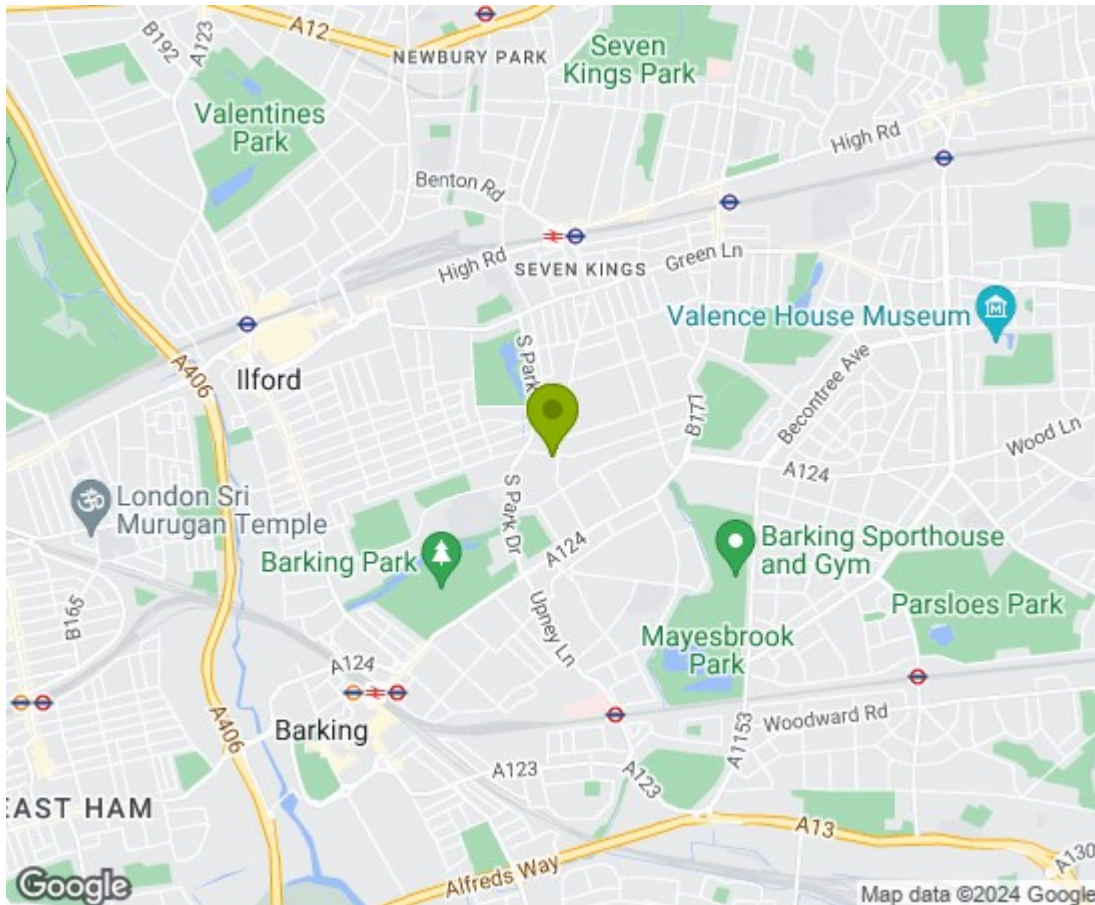 A12
A123
B192
NEWBURY PARK
Seven
Kings Park
Valentines
Park
High Rd
Benton Rd
High Rd
SEVEN KINGS
Green Ln
Valence House Museum
S Park
A406
Ilford
Becontree Ave
B177
Wood Ln
A124
London Sri
Murugan Temple
S Park Dr
Barking Park
A124
Barking Sporthouse
and Gym
B165
Upney Ln
Parsloes Park
Mayesbrook
Park
A124
Barking
A406
Woodward Rd
A1153
A123
A123
EAST HAM
A13
Alfreds Way
A130
Google
Map data ©2024 Google